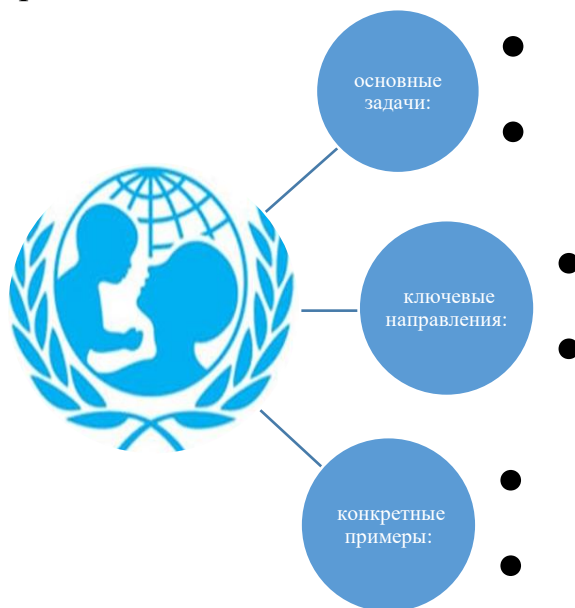 основные
задачи:
ключевые
направления:
конкретные
примеры: